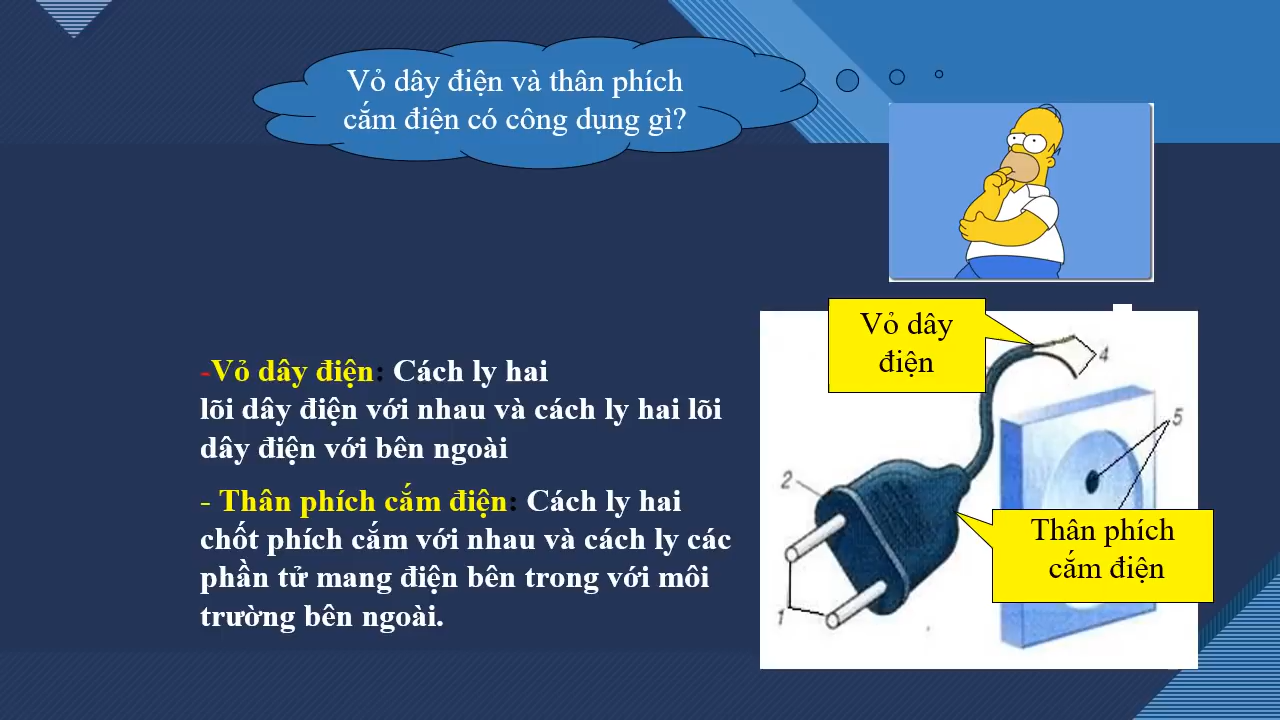 Vỏ dây điện và thân phích
cắm điện có công dụng gì?
-Vỏ dây điện: Cách ly hai
lõi dây điện với nhau và cách ly hai lõi
dây điện với bên ngoài
- Thân phích cắm điện: Cách ly hai
chốt phích cắm với nhau và cách ly các
phần tử mang điện bên trong với môi
trường bên ngoài.
Vỏ dây
điện
4
5
2
Thân phích
cắm điện
1